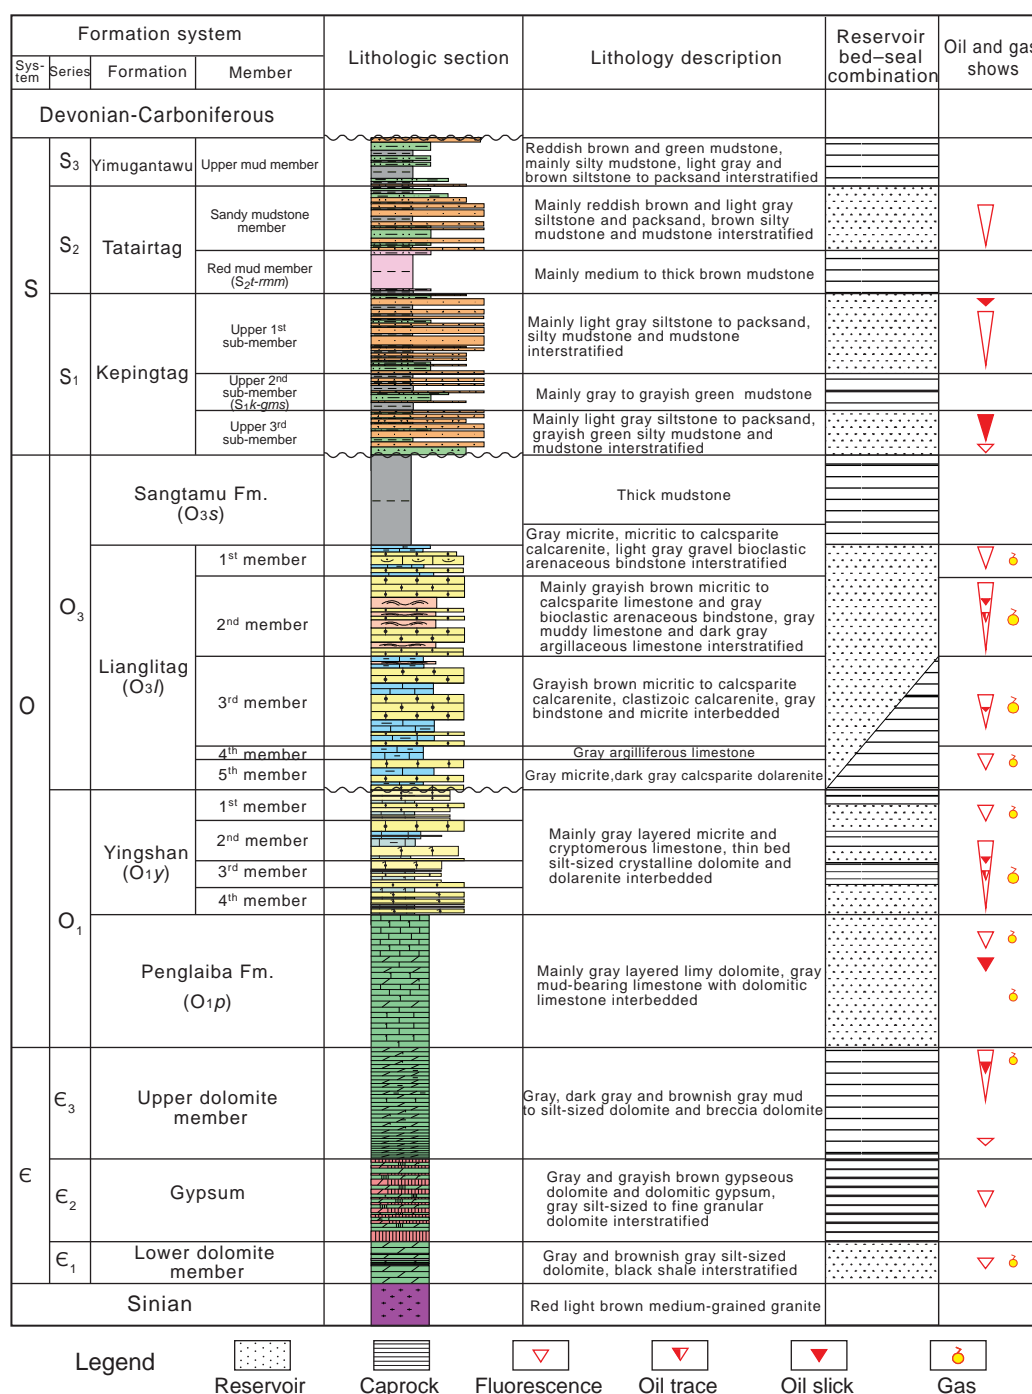 Formation system
Lithologic section
Lithology description
Reservoir
bed–seal
combination
Oil and gas
shows
Sys-
tem
Series
Formation
Member
Devonian-Carboniferous
S
S3
Yimugantawu
Upper mud member
Reddish brown and green mudstone,
mainly silty mudstone, light gray and
brown siltstone to packsand interstratified
S2
Tatairtag
Sandy mudstone
member
Mainly reddish brown and light gray
siltstone and packsand, brown silty
mudstone and mudstone interstratified
Red mud member
(S2t-rmm)
Mainly medium to thick brown mudstone
S1
Kepingtag
Upper 1st
sub-member
Mainly light gray siltstone to packsand,
silty mudstone and mudstone
interstratified
Upper 2nd
sub-member
(S1k-gms)
Mainly gray to grayish green mudstone
Upper 3rd
sub-member
Mainly light gray siltstone to packsand,
grayish green silty mudstone and
mudstone interstratified
O
O3
Sangtamu Fm.
(O3s)
Thick mudstone
Lianglitag
(O3l)
1st member
Gray micrite, micritic to calcsparite
calcarenite, light gray gravel bioclastic
arenaceous bindstone interstratified
2nd member
Mainly grayish brown micritic to
calcsparite limestone and gray
bioclastic arenaceous bindstone, gray
muddy limestone and dark gray
argillaceous limestone interstratified
3rd member
Grayish brown micritic to calcsparite
calcarenite, clastizoic calcarenite, gray
bindstone and micrite interbedded
4th member
Gray argilliferous limestone
5th member
Gray micrite,dark gray calcsparite dolarenite
O1
Yingshan
(O1y)
1st member
2nd member
3rd member
4th member
Mainly gray layered micrite and
cryptomerous limestone, thin bed
silt-sized crystalline dolomite and
dolarenite interbedded
Penglaiba Fm.
(O1p)
Mainly gray layered limy dolomite, gray
mud-bearing limestone with dolomitic
limestone interbedded
Є
Є3
Upper dolomite
member
Gray, dark gray and brownish gray mud
to silt-sized dolomite and breccia dolomite
Є2
Gypsum
Gray and grayish brown gypseous
dolomite and dolomitic gypsum,
gray silt-sized to fine granular
dolomite interstratified
Є1
Lower dolomite
member
Gray and brownish gray silt-sized
dolomite, black shale interstratified
Sinian
Red light brown medium-grained granite
Legend
Reservoir
Caprock
Fluorescence
Oil trace
Oil slick
Gas